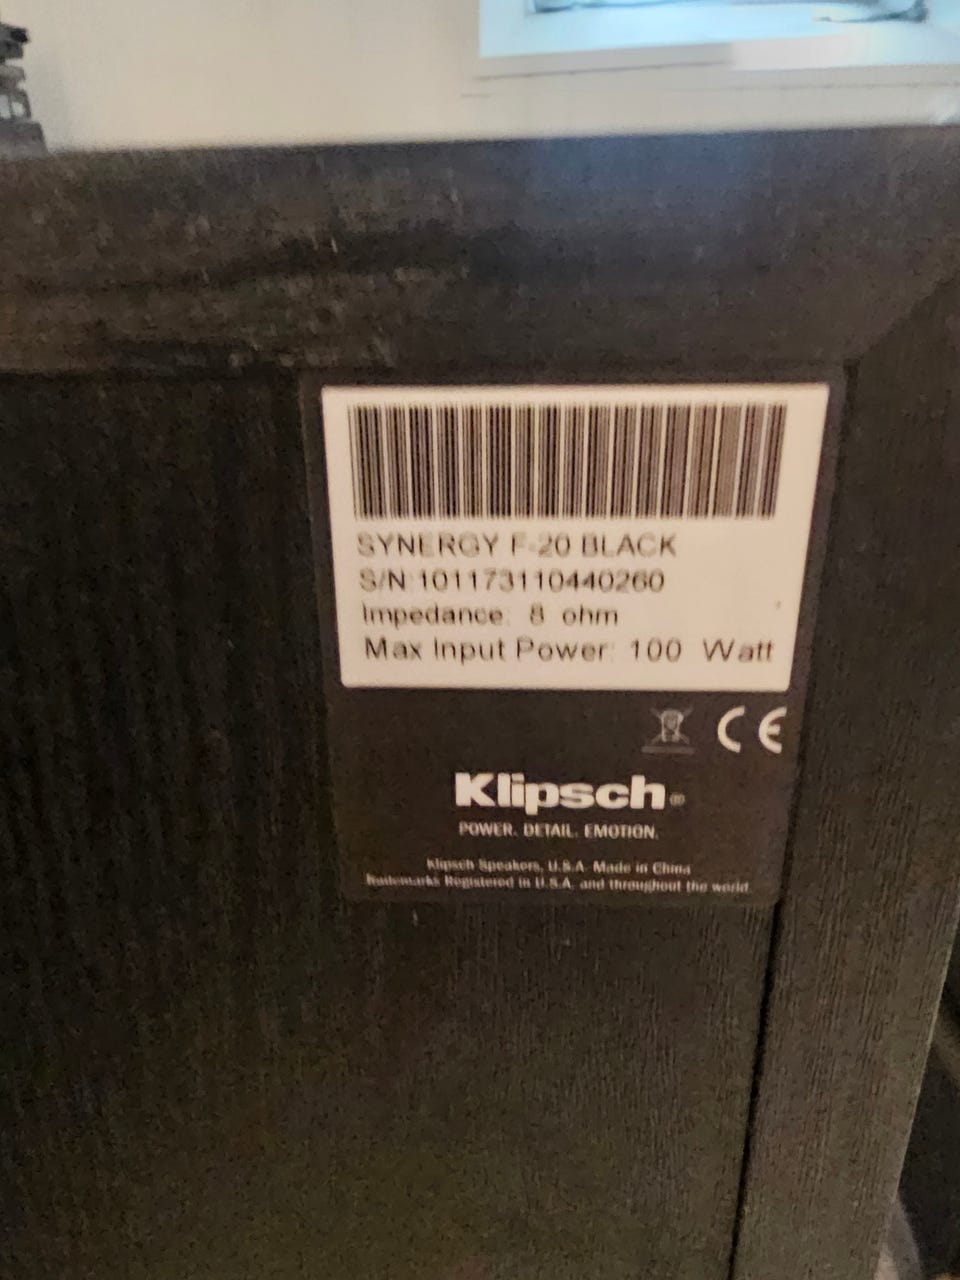 SYNERGY F-20 BLACK
S/N:101173110440260
Impedance: 8 ohm
Max Input Power: 100 Watt
CE
Klipsch®
POWER. DETAIL. EMOTION.
Klipsch Speakers, U.S.A. Made in China
Trademarks Registered in U.S.A. and throughout the world